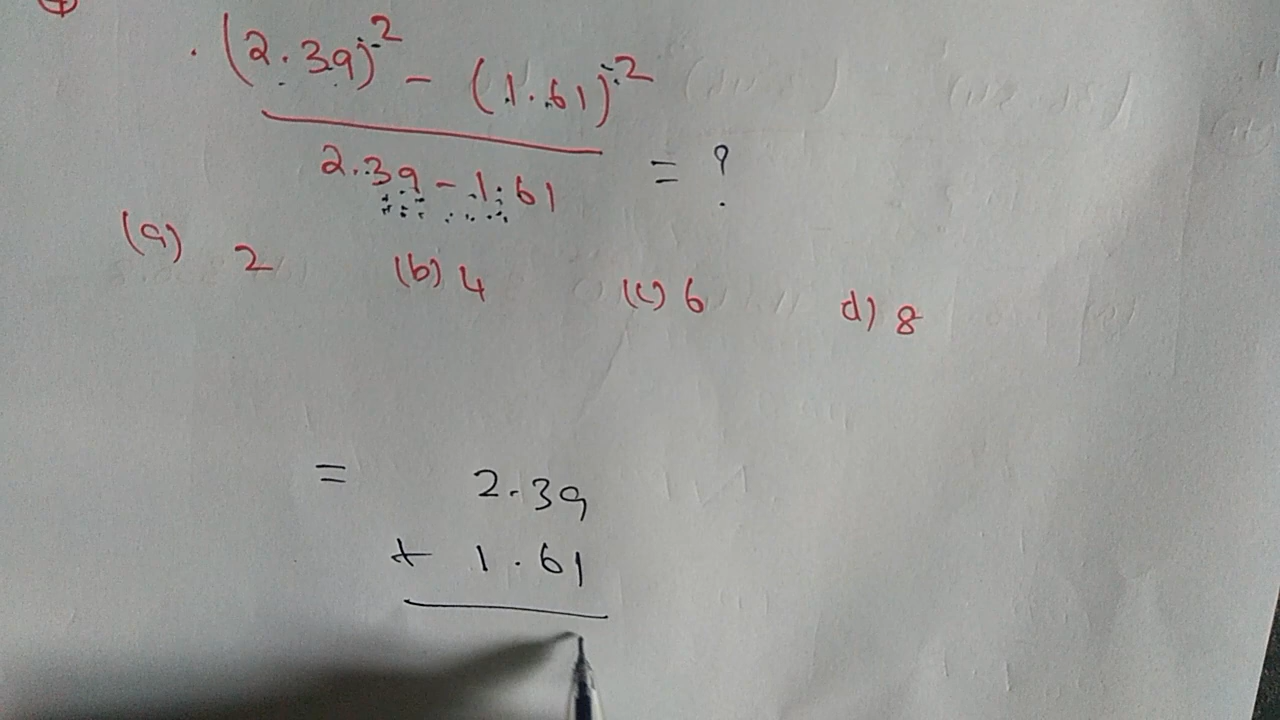 (2.39)² - (1.61)²
2.39 - 1.61 = ?
(a) 2 (b) 4 (c) 6 d) 8
= 2.39
+ 1.61